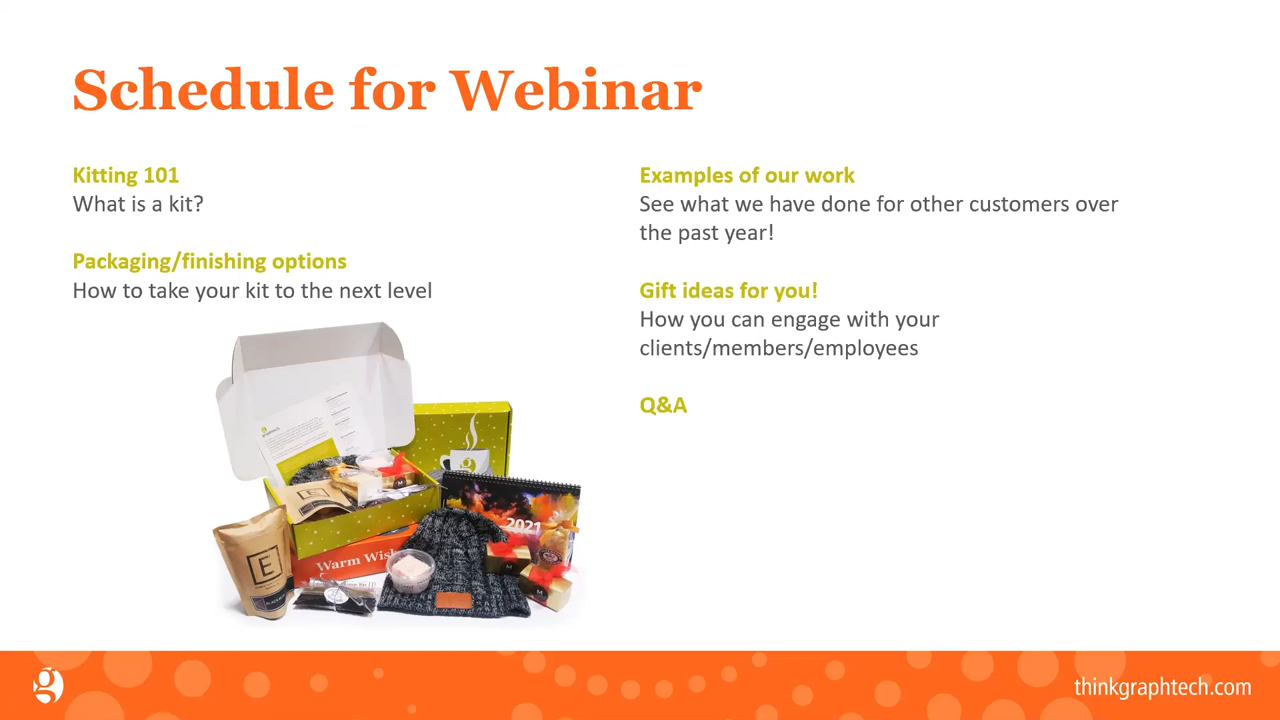 Schedule for Webinar
Kitting 101
What is a kit?
Packaging/finishing options
How to take your kit to the next level
Examples of our work
See what we have done for other customers over
the past year!
Gift ideas for you!
How you can engage with your
clients/members/employees
Q&A
graphtech
g
2021
E
Warm Wish
M
M
g
thinkgraphtech.com